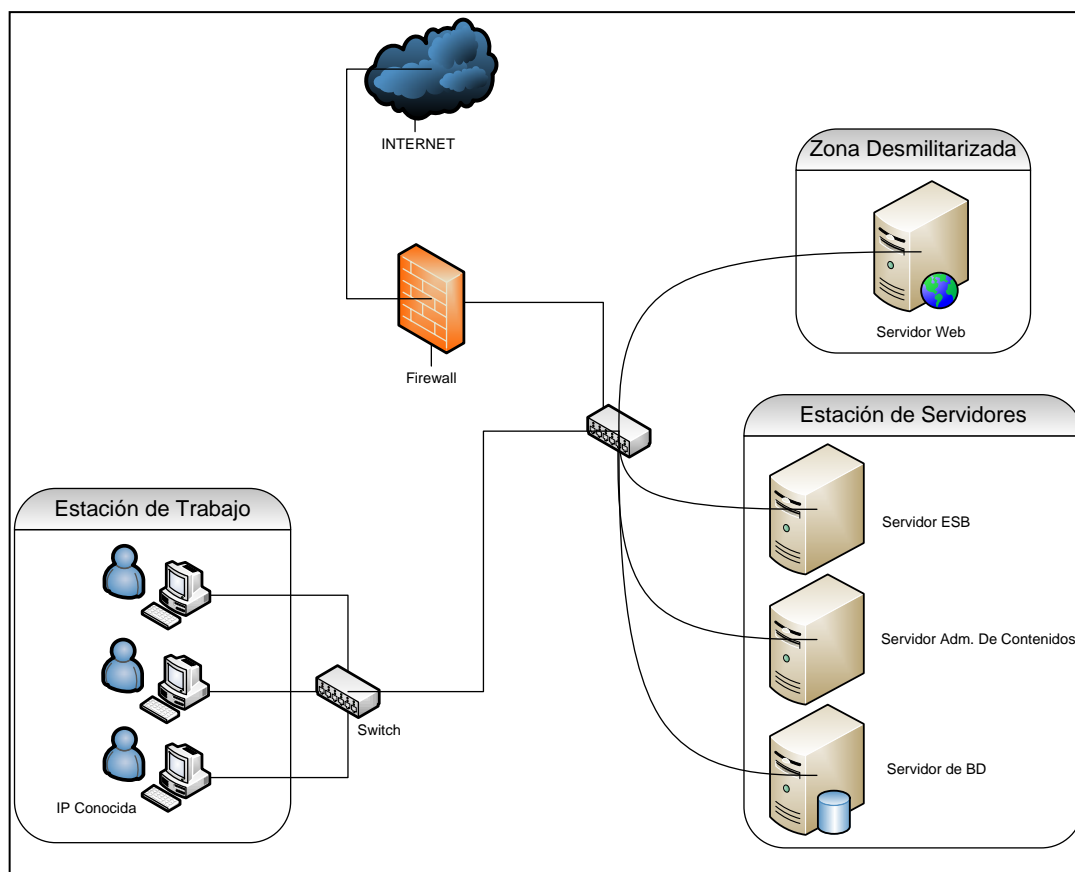 INTERNET
Zona Desmilitarizada
Servidor Web
Firewall
Estación de Servidores
Servidor ESB
Servidor Adm. De Contenidos
Servidor de BD
Estación de Trabajo
Switch
IP Conocida